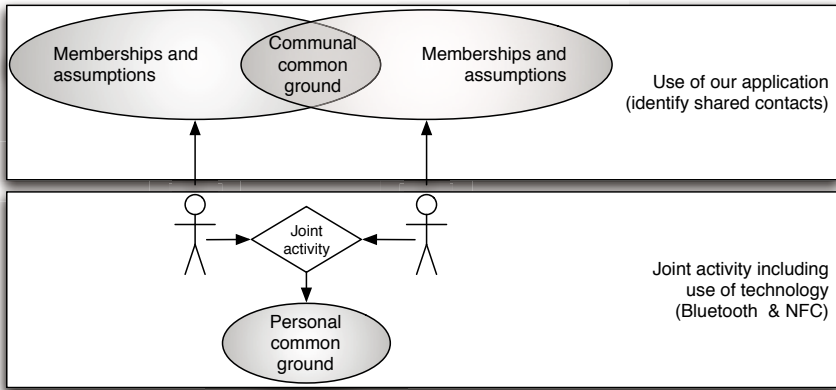 Memberships and
assumptions
Communal
common
ground
Memberships and
assumptions
Use of our application
(identify shared contacts)
Joint
activity
Joint activity including
use of technology
(Bluetooth & NFC)
Personal
common
ground